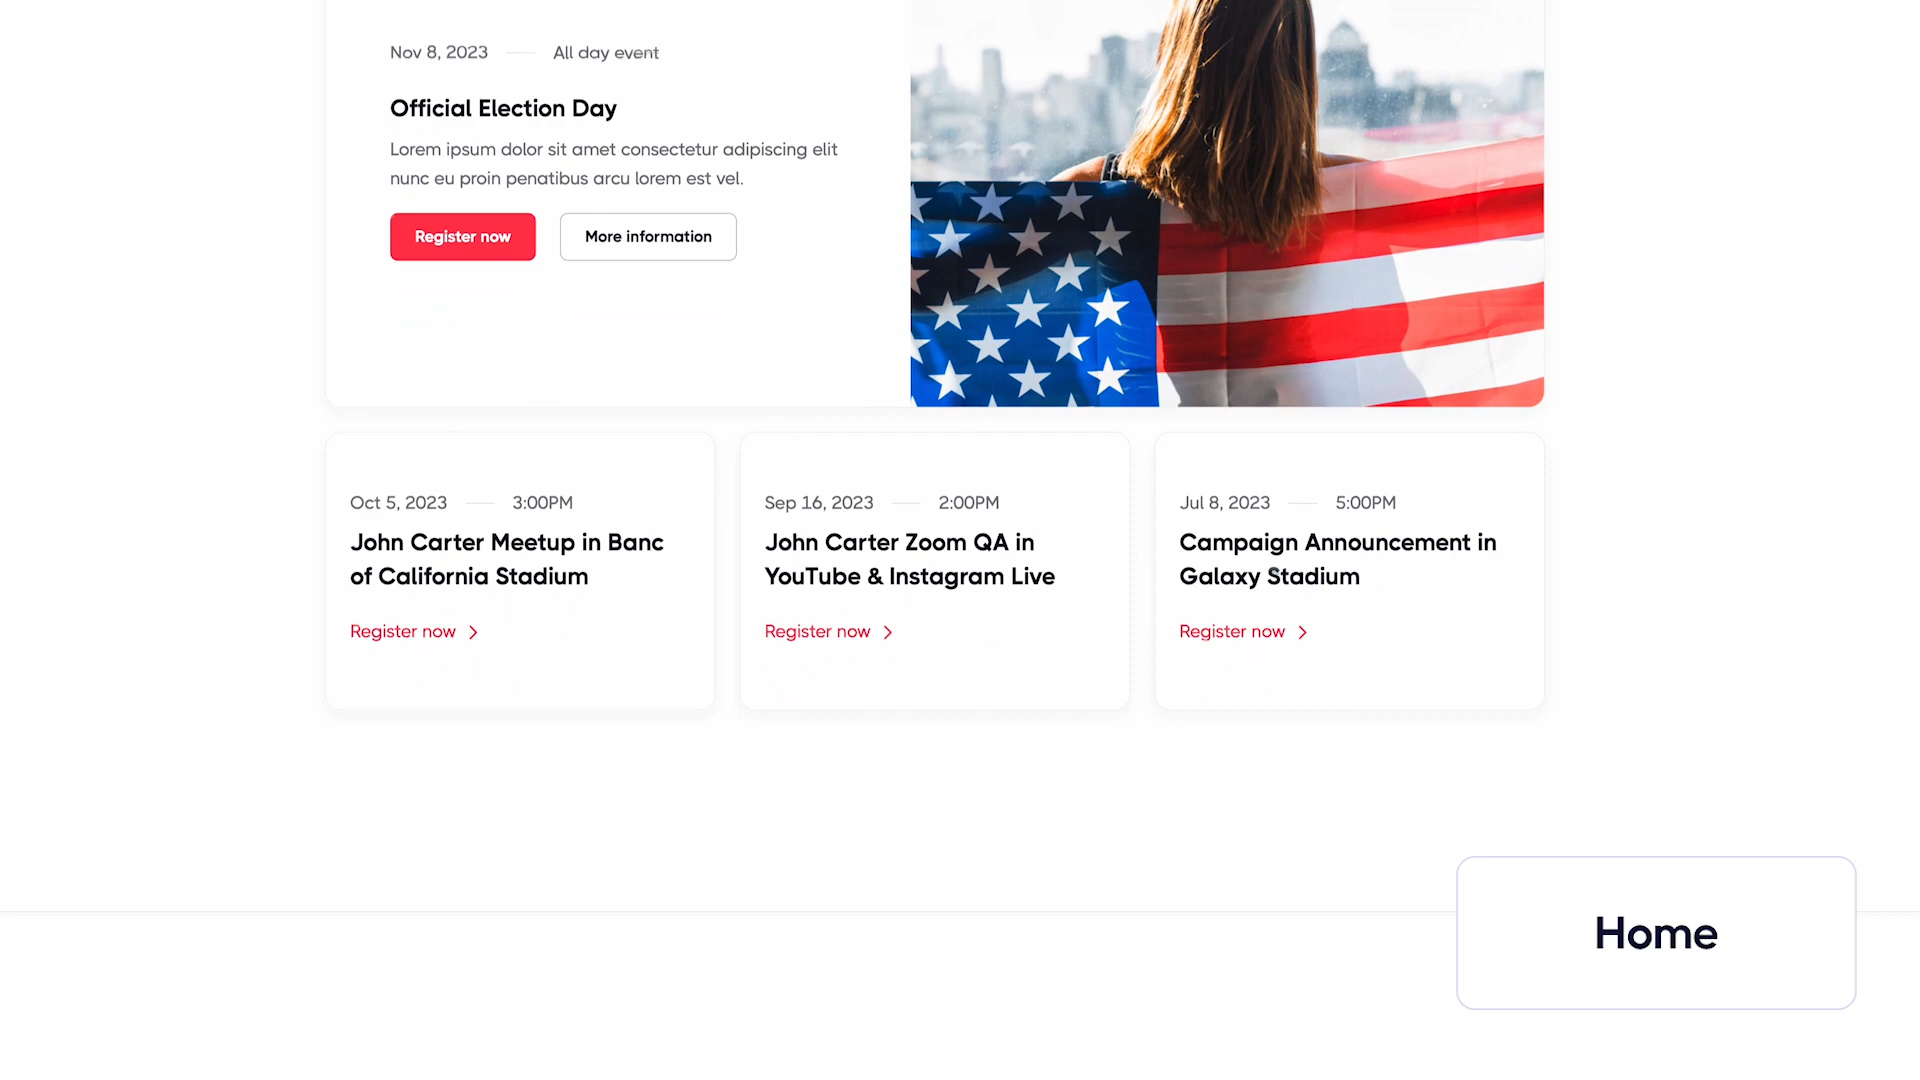 Nov 8, 2023 All day event
Official Election Day
Lorem ipsum dolor sit amet consectetur adipiscing elit
nunc eu proin penatibus arcu lorem est vel.
Register now More information
Oct 5, 2023 3:00PM
John Carter Meetup in Banc
of California Stadium
Register now
Sep 16, 2023 2:00PM
John Carter Zoom QA in
YouTube & Instagram Live
Register now
Jul 8, 2023 5:00PM
Campaign Announcement in
Galaxy Stadium
Register now
Home